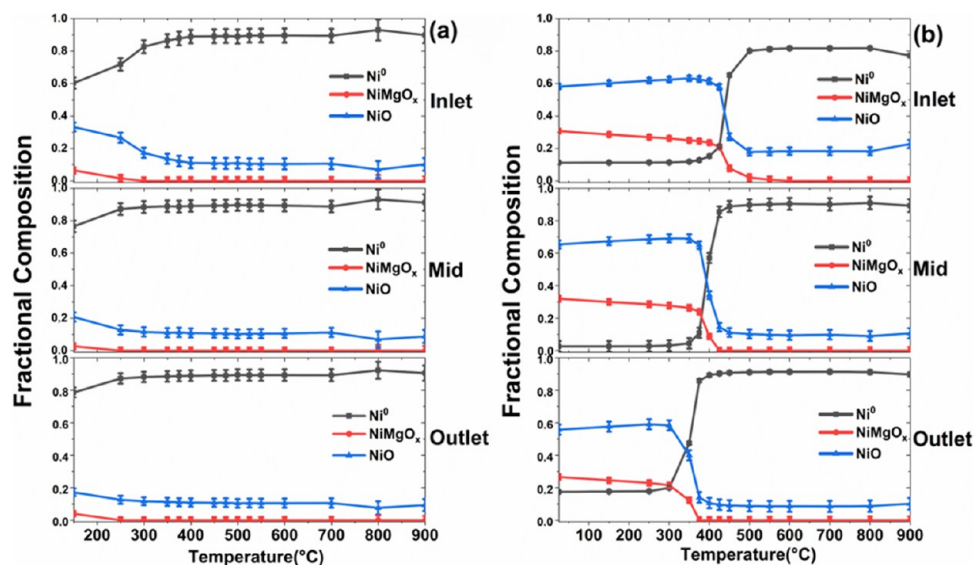 (a)
1.0
0.8
0.6
0.4
0.2
0.0
Ni⁰
NiMgOₓ
NiO
Inlet
0.8
0.6
0.4
0.2
0.0
Ni⁰
NiMgOₓ
NiO
Mid
0.8
0.6
0.4
0.2
0.0
Ni⁰
NiMgOₓ
NiO
Outlet
200 300 400 500 600 700 800 900
Temperature(°C)
Fractional Composition
(b)
1.0
0.8
0.6
0.4
0.2
0.0
Ni⁰
NiMgOₓ
NiO
Inlet
1.0
0.8
0.6
0.4
0.2
0.0
Ni⁰
NiMgOₓ
NiO
Mid
1.0
0.8
0.6
0.4
0.2
0.0
Ni⁰
NiMgOₓ
NiO
Outlet
100 200 300 400 500 600 700 800 900
Temperature(°C)
Fractional Composition